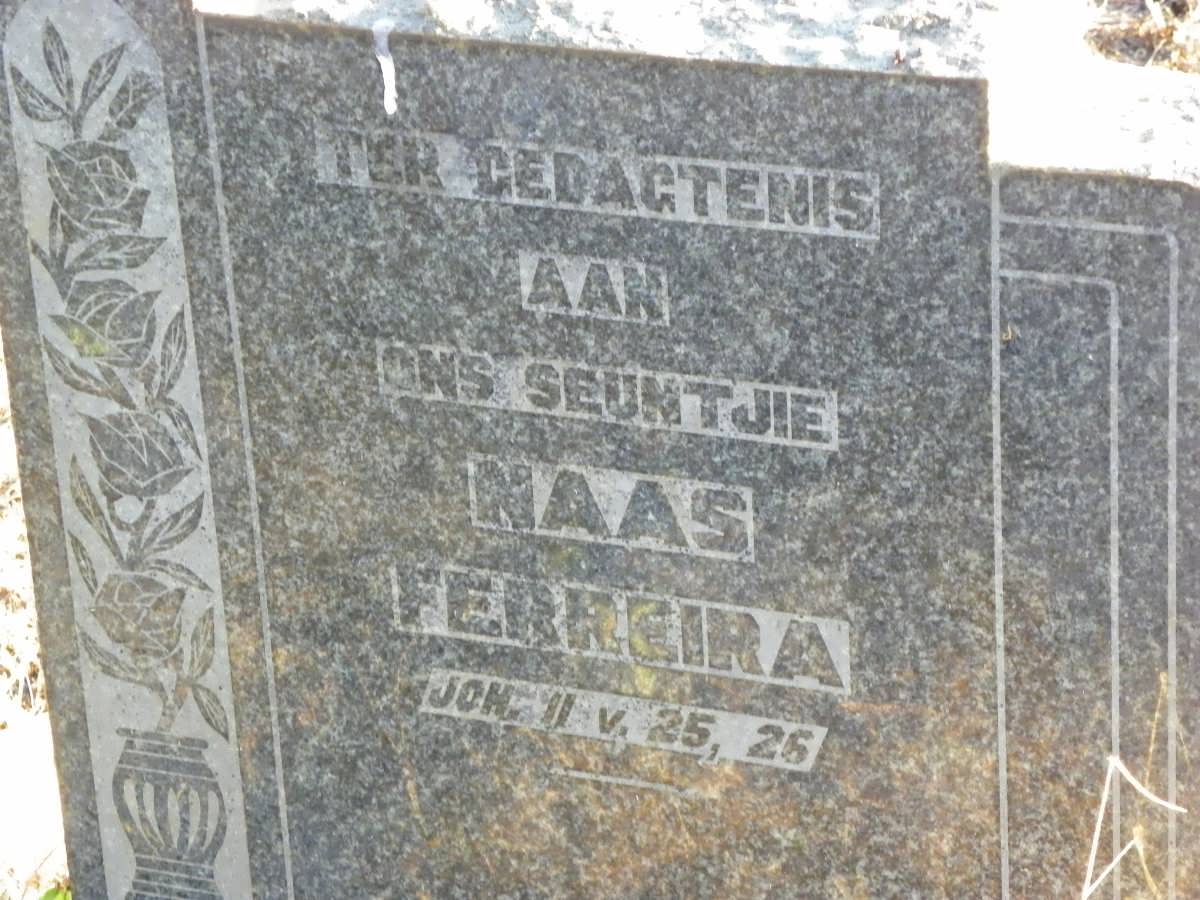 TER GEDAGTENIS
AAN
ONS SEUNTJIE
NAAS
FERREIRA
JOH. 11 v. 25, 26